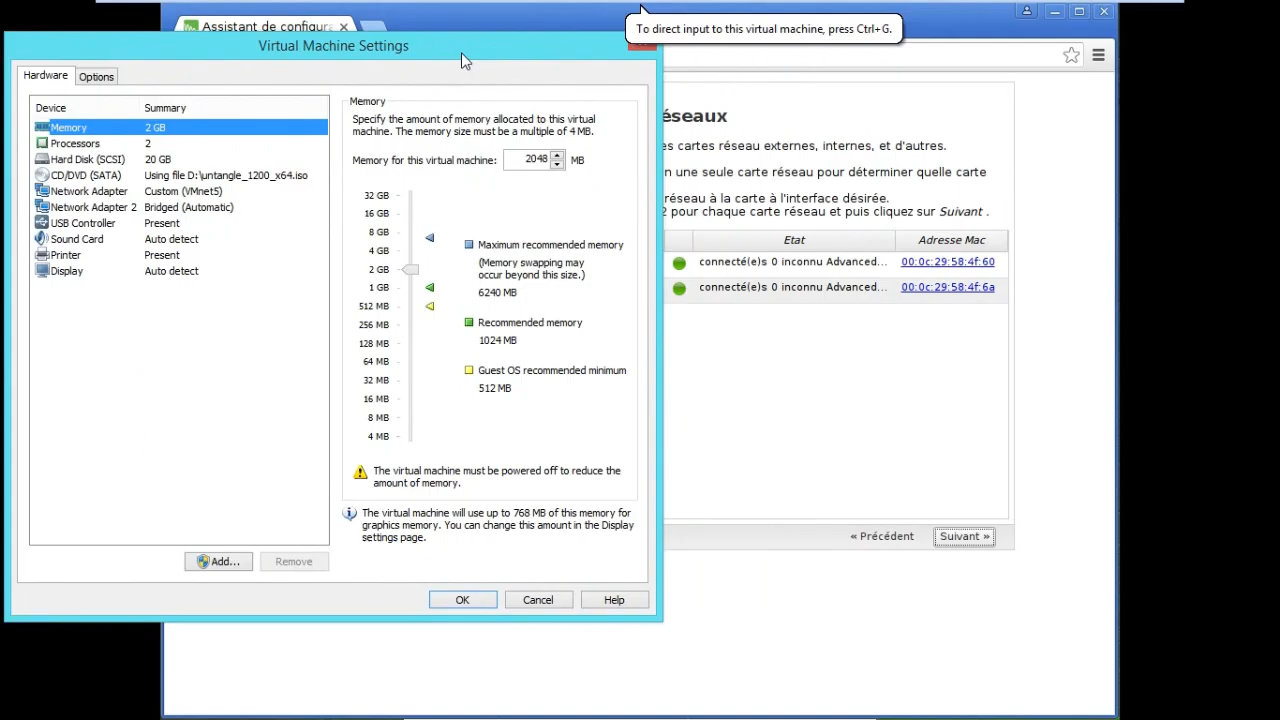 Assistant de configura
To direct input to this virtual machine, press Ctrl+G.
Virtual Machine Settings
Hardware
Options
Device Summary
Memory 2 GB
Processors 2
Hard Disk (SCSI) 20 GB
CD/DVD (SATA) Using file D:\untangle_1200_x64.iso
Network Adapter Custom (VMnet5)
Network Adapter 2 Bridged (Automatic)
USB Controller Present
Sound Card Auto detect
Printer Present
Display Auto detect
Add...
Remove
Memory
Specify the amount of memory allocated to this virtual
machine. The memory size must be a multiple of 4 MB.
Memory for this virtual machine: 2048 MB
32 GB
16 GB
8 GB
4 GB
2 GB
1 GB
512 MB
256 MB
128 MB
64 MB
32 MB
16 MB
8 MB
4 MB
Maximum recommended memory
(Memory swapping may
occur beyond this size.)
6240 MB
Recommended memory
1024 MB
Guest OS recommended minimum
512 MB
The virtual machine must be powered off to reduce the
amount of memory.
The virtual machine will use up to 768 MB of this memory for
graphics memory. You can change this amount in the Display
settings page.
OK
Cancel
Help
éseaux
es cartes réseau externes, internes, et d'autres.
n une seule carte réseau pour déterminer quelle carte
réseau à la carte à l'interface désirée.
2 pour chaque carte réseau et puis cliquez sur Suivant .
Etat Adresse Mac
connecté(e)s 0 inconnu Advanced... 00:0c:29:58:4f:60
connecté(e)s 0 inconnu Advanced... 00:0c:29:58:4f:6a
« Précédent
Suivant »